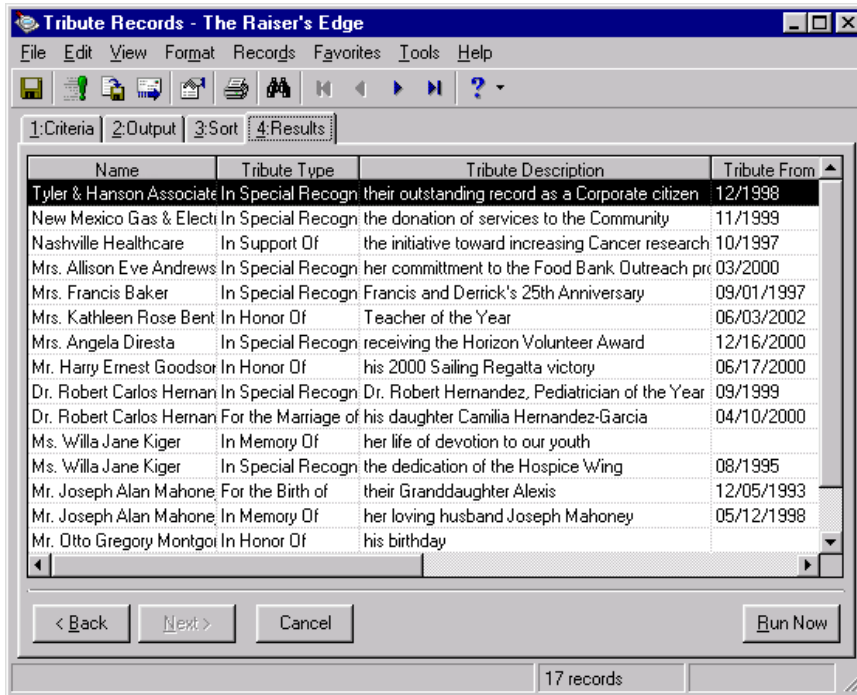 Tribute Records - The Raiser's Edge
File Edit View Format Records Favorites Tools Help
1:Criteria 2:Output 3:Sort 4:Results
Name Tribute Type Tribute Description Tribute From
Tyler & Hanson Associate In Special Recogn their outstanding record as a Corporate citizen 12/1998
New Mexico Gas & Electi In Special Recogn the donation of services to the Community 11/1999
Nashville Healthcare In Support Of the initiative toward increasing Cancer research 10/1997
Mrs. Allison Eve Andrews In Special Recogn her committment to the Food Bank Outreach pro 03/2000
Mrs. Francis Baker In Special Recogn Francis and Derrick's 25th Anniversary 09/01/1997
Mrs. Kathleen Rose Bent In Honor Of Teacher of the Year 06/03/2002
Mrs. Angela Diresta In Special Recogn receiving the Horizon Volunteer Award 12/16/2000
Mr. Harry Ernest Goodsor In Honor Of his 2000 Sailing Regatta victory 06/17/2000
Dr. Robert Carlos Hernan In Special Recogn Dr. Robert Hernandez, Pediatrician of the Year 09/1999
Dr. Robert Carlos Hernan For the Marriage of his daughter Camilia Hernandez-Garcia 04/10/2000
Ms. Willa Jane Kiger In Memory Of her life of devotion to our youth
Ms. Willa Jane Kiger In Special Recogn the dedication of the Hospice Wing 08/1995
Mr. Joseph Alan Mahone For the Birth of their Granddaughter Alexis 12/05/1993
Mr. Joseph Alan Mahone In Memory Of her loving husband Joseph Mahoney 05/12/1998
Mr. Otto Gregory Montgor In Honor Of his birthday
< Back Next > Cancel Run Now
17 records